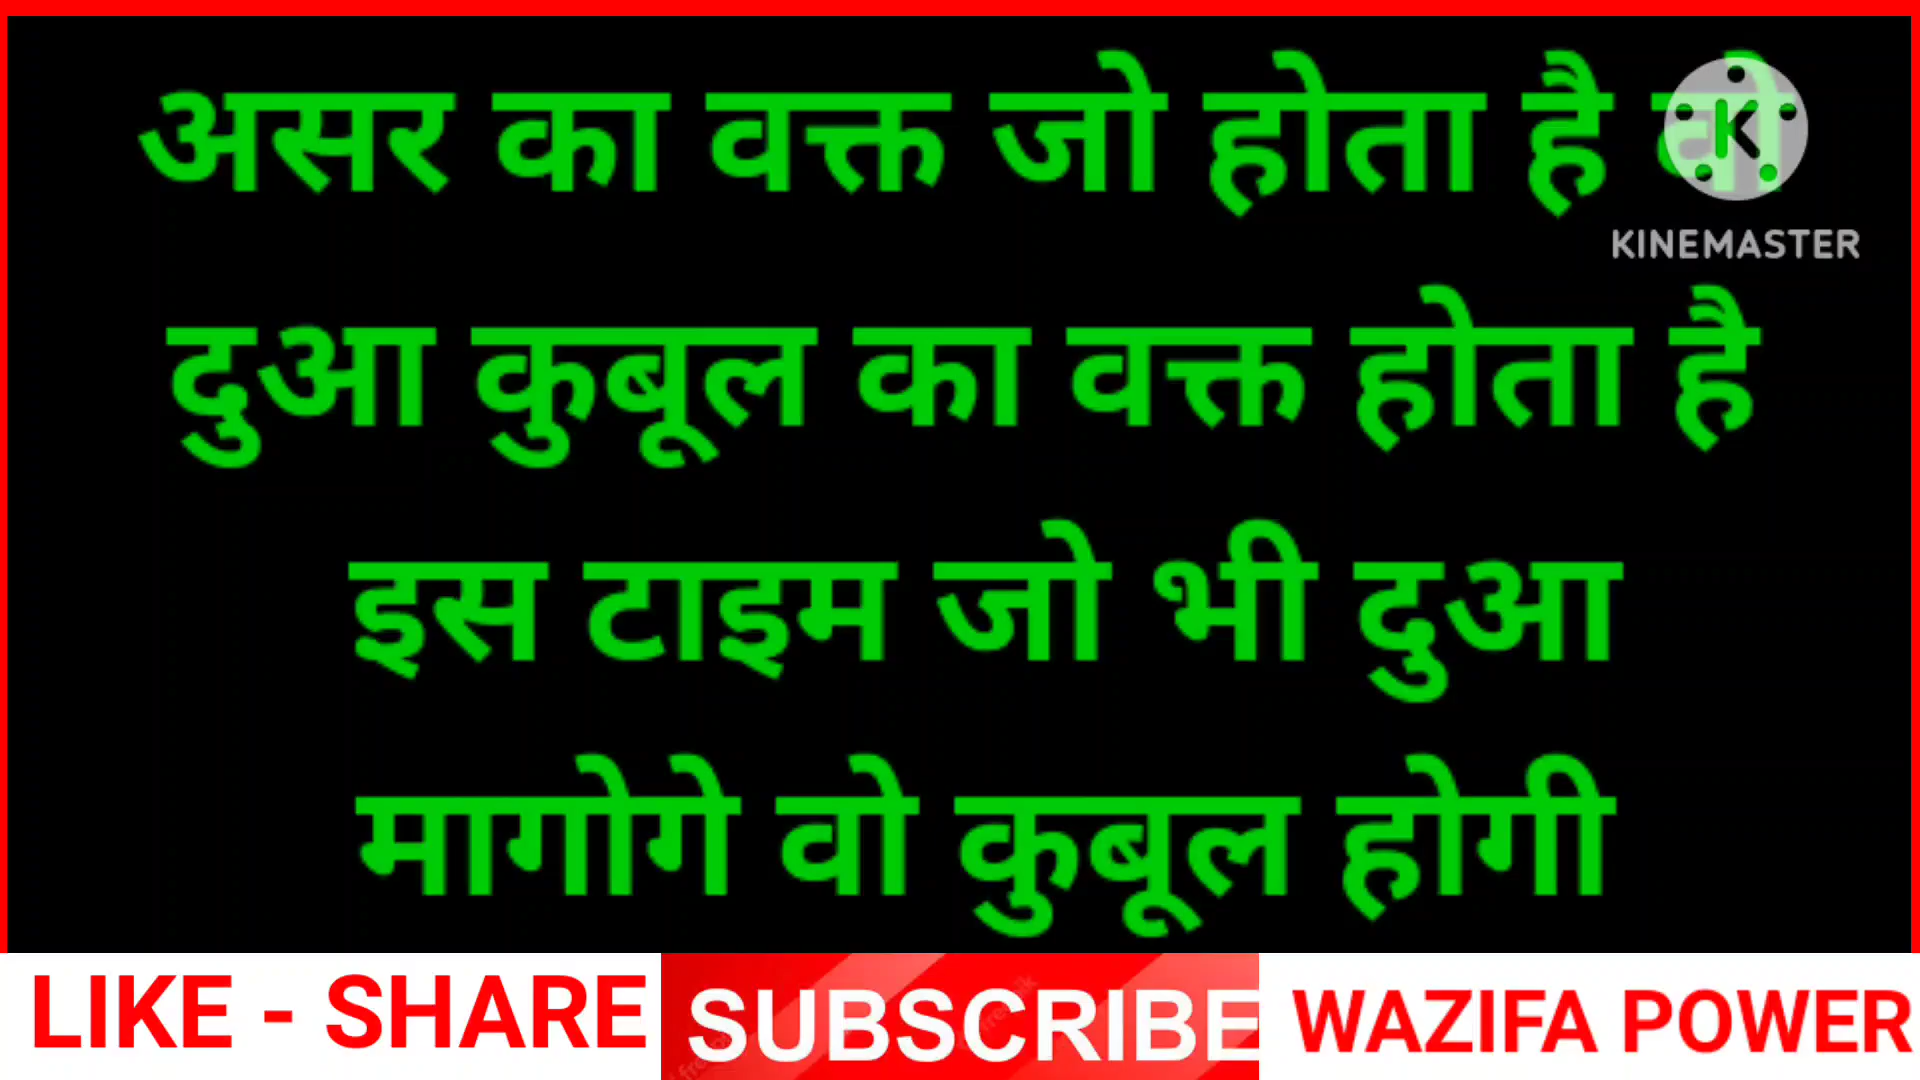 असर का वक्त जो होता है वो
KINEMASTER
दुआ कुबूल का वक्त होता है
इस टाइम जो भी दुआ
मागोगे वो कुबूल होगी
LIKE - SHARE SUBSCRIBE WAZIFA POWER